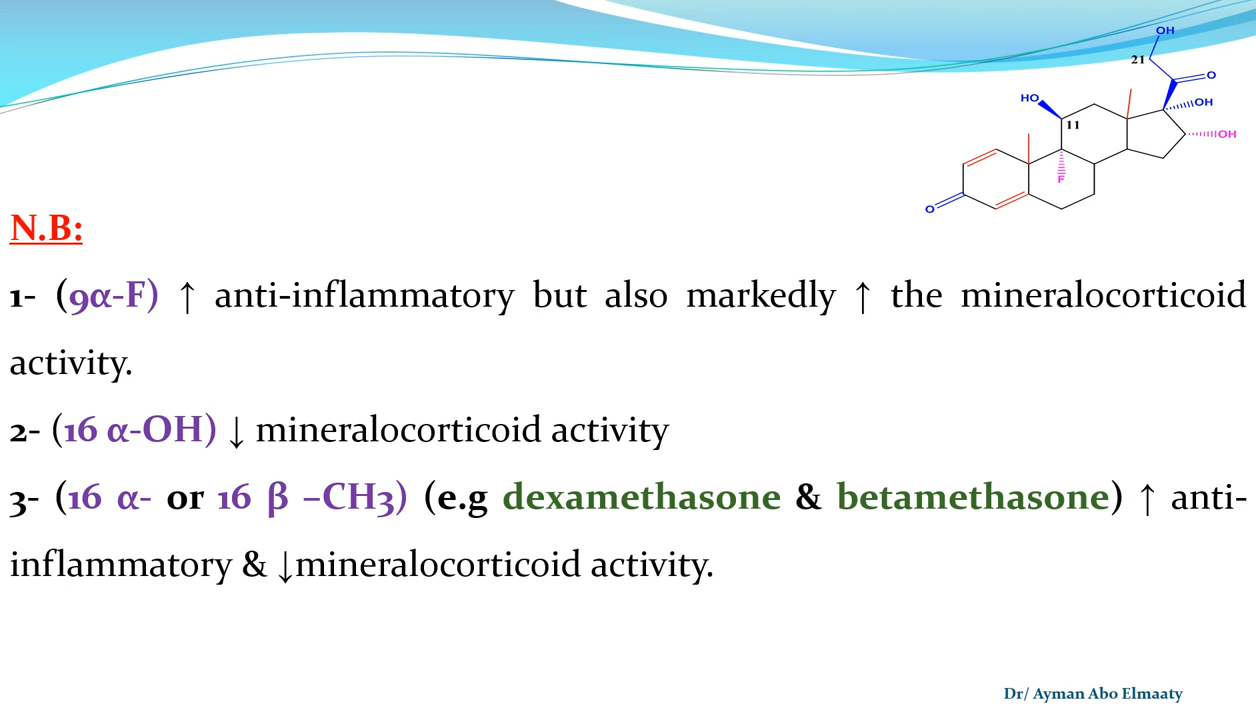 OH
21
O
HO
OH
11
OH
F
O
N.B:
1- (9α-F) ↑ anti-inflammatory but also markedly ↑ the mineralocorticoid
activity.
2- (16 α-OH) ↓ mineralocorticoid activity
3- (16 α- or 16 β –CH3) (e.g dexamethasone & betamethasone) ↑ anti-
inflammatory & ↓mineralocorticoid activity.
Dr/ Ayman Abo Elmaaty